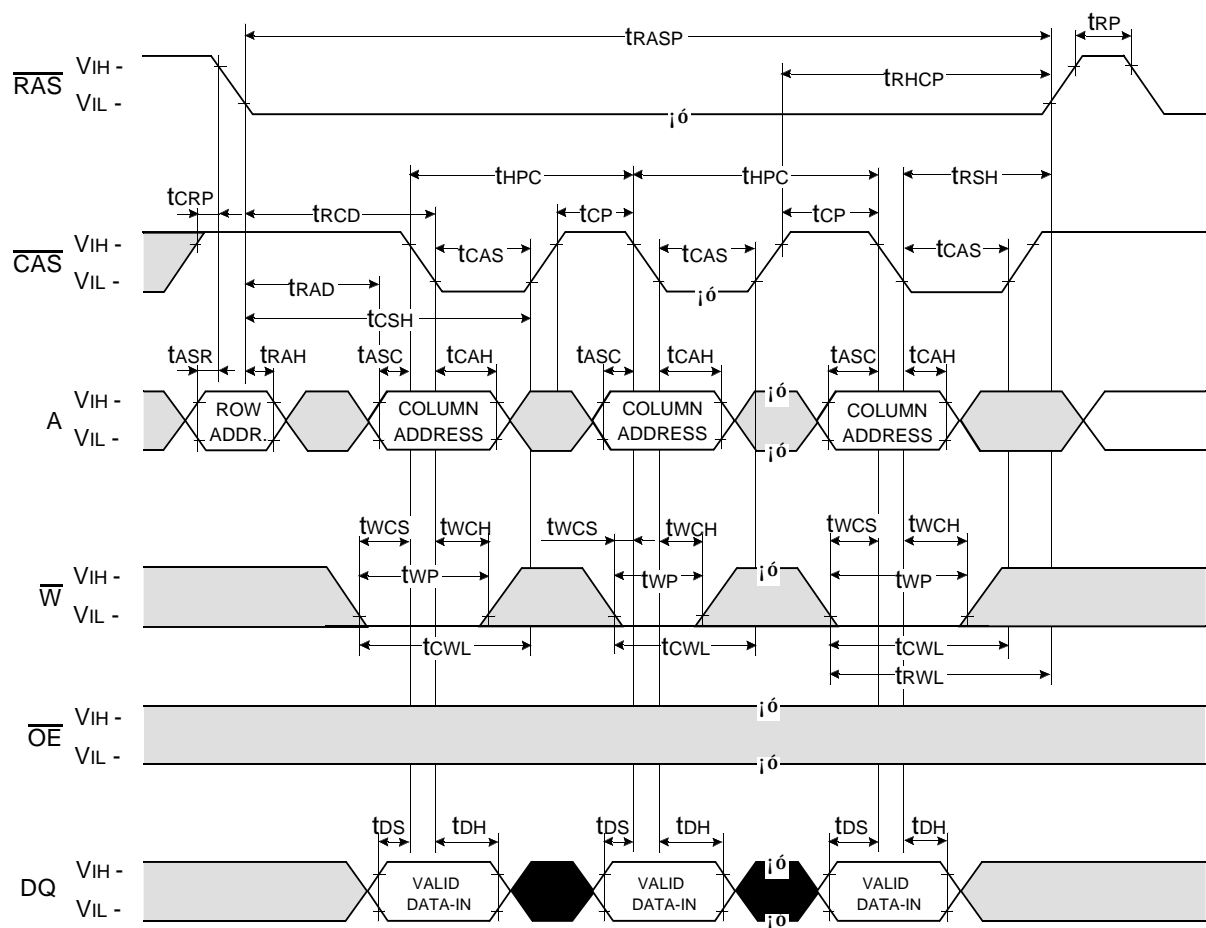 tRASP
tRP
RAS
VIH -
VIL -
tRHCP
¡ó
tHPC
tHPC
tRSH
tCRP
tRCD
tCP
tCP
CAS
VIH -
VIL -
tCAS
tCAS
tCAS
tRAD
¡ó
tCSH
tASR
tRAH
tASC
tCAH
tASC
tCAH
tASC
tCAH
A
VIH -
VIL -
ROW
ADDR.
COLUMN
ADDRESS
COLUMN
ADDRESS
¡ó
¡ó
COLUMN
ADDRESS
tWCS
tWCH
tWCS
tWCH
tWCS
tWCH
W
VIH -
VIL -
tWP
tWP
¡ó
tWP
tCWL
tCWL
tCWL
tRWL
OE
VIH -
VIL -
¡ó
¡ó
tDS
tDH
tDS
tDH
tDS
tDH
DQ
VIH -
VIL -
VALID
DATA-IN
VALID
DATA-IN
¡ó
¡ó
VALID
DATA-IN